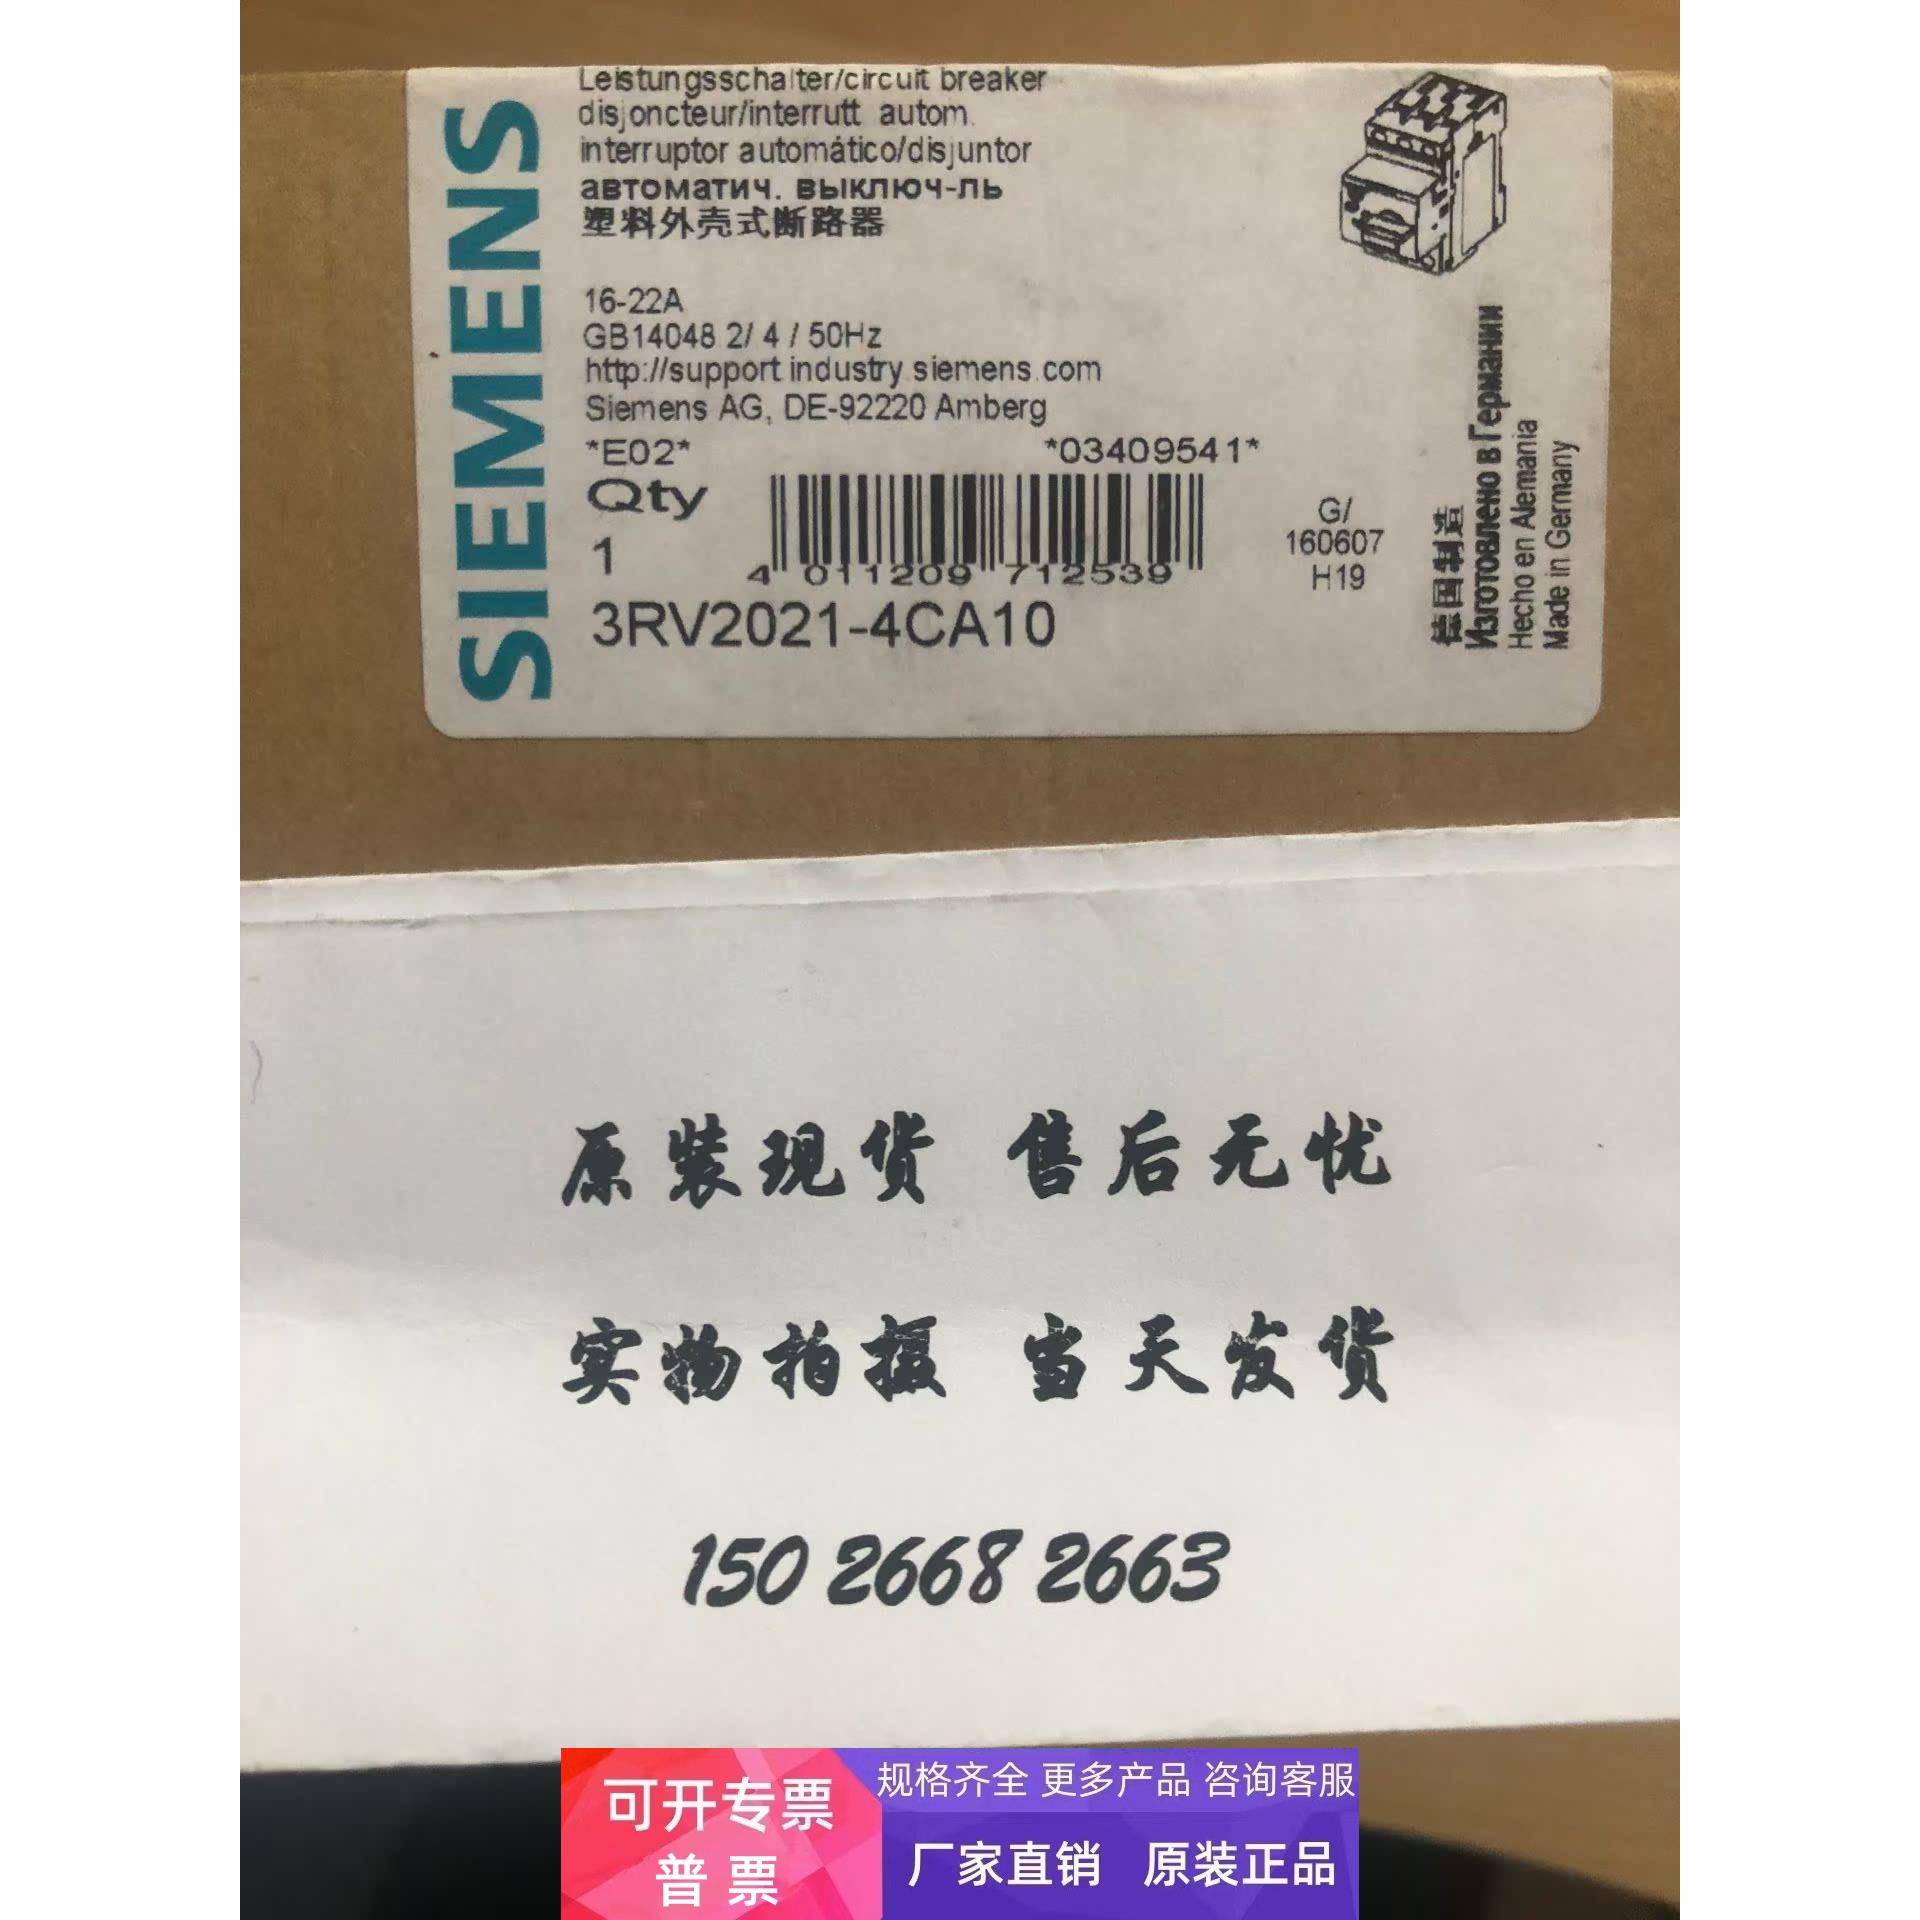 SIEMENS
Leistungsschalter/circuit breaker
disjoncteur/interrutt autom.
interruptor automático/disjuntor
автоматич. выключ-ль
塑料外壳式断路器
16-22A
GB14048 2/ 4 / 50Hz
http://support industry siemens.com
Siemens AG, DE-92220 Amberg
*E02* *03409541*
Qty
1
4 011209 712539
3RV2021-4CA10
G/
160607
H19
德国制造
Изготовлено в Германии
Hecho en Alemania
Made in Germany
原装现货 售后无忧
实物拍摄 当天发货
150 2668 2663
可开专票
普票
规格齐全 更多产品 咨询客服
厂家直销 原装正品